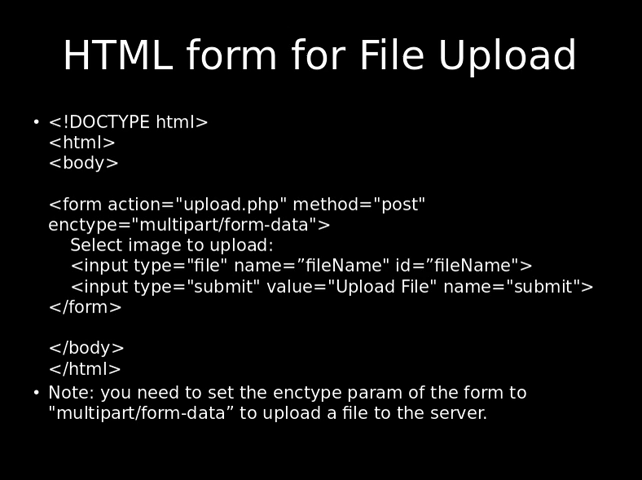 HTML form for File Upload
• <!DOCTYPE html>
<html>
<body>
<form action="upload.php" method="post"
enctype="multipart/form-data">
Select image to upload:
<input type="file" name=”fileName" id=”fileName">
<input type="submit" value="Upload File" name="submit">
</form>
</body>
</html>
• Note: you need to set the enctype param of the form to
"multipart/form-data” to upload a file to the server.